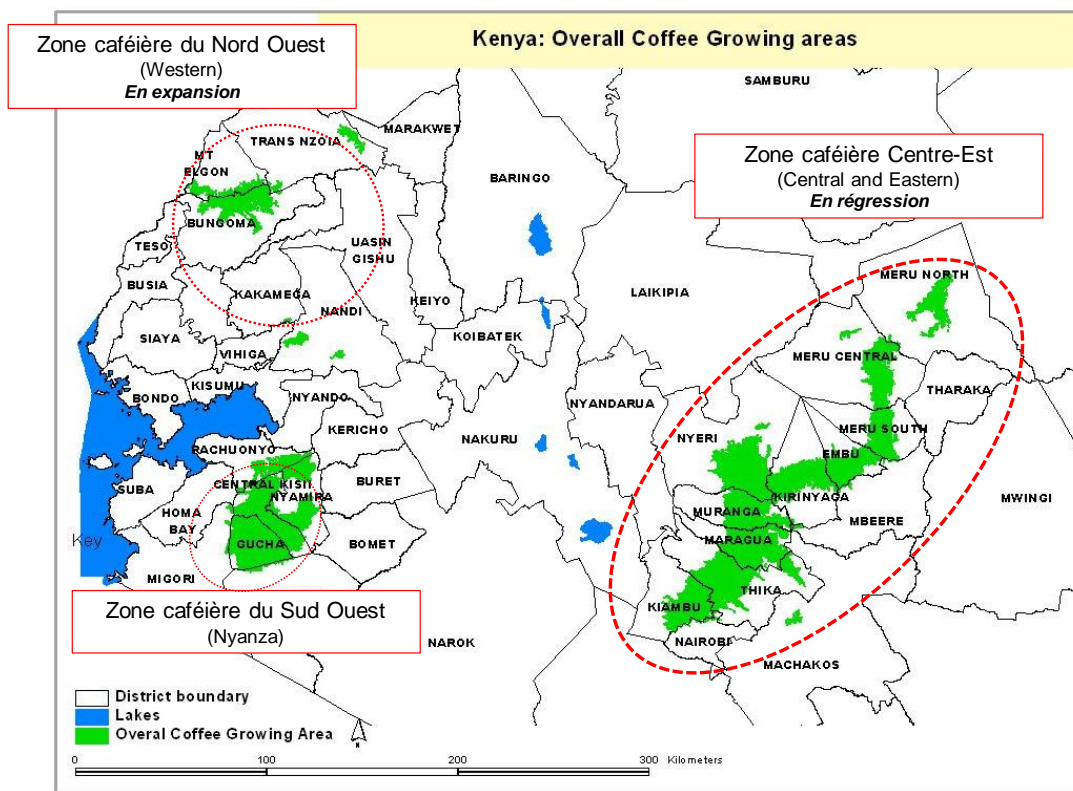 Zone caféière du Nord Ouest
(Western)
En expansion
Kenya: Overall Coffee Growing areas
SAMBURU
MARAKWET
TRANS NZOIA
MT
ELGON
Zone caféière Centre-Est
(Central and Eastern)
En régression
BARINGO
BUNGOMA
TESO
UASIN
GISHU
BUSIA
KAKAMEGA
KEIYO
NANDI
LAIKIPIA
MERU NORTH
SIAYA
VIHIGA
KOIBATEK
MERU CENTRAL
THARAKA
KISUMU
BONDO
NYANDO
NYANDARUA
KERICHO
NAKURU
NYERI
MERU SOUTH
RACHUONYO
EMBU
SUBA
CENTRAL KISII
NYAMIRA
BURET
KIRINYAGA
MWINGI
HOMA
BAY
MURANGA
MBEERE
Key
GUCHA
BOMET
MARAGUA
MIGORI
THIKA
KIAMBU
Zone caféière du Sud Ouest
(Nyanza)
NAROK
NAIROBI
MACHAKOS
District boundary
Lakes
Overal Coffee Growing Area
N
0 100 200 300 Kilometers